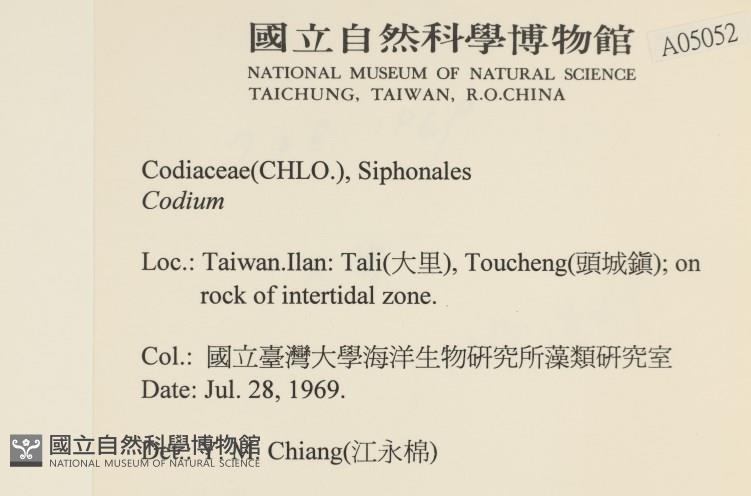 國立自然科學博物館
A05052
NATIONAL MUSEUM OF NATURAL SCIENCE
TAICHUNG, TAIWAN, R.O.CHINA
Codiaceae(CHLO.), Siphonales
Codium
Loc.: Taiwan.Ilan: Tali(大里), Toucheng(頭城鎭); on
rock of intertidal zone.
Col.: 國立臺灣大學海洋生物研究所藻類研究室
Date: Jul. 28, 1969.
Det.: Y. M. Chiang(江永棉)
國立自然科學博物館
NATIONAL MUSEUM OF NATURAL SCIENCE